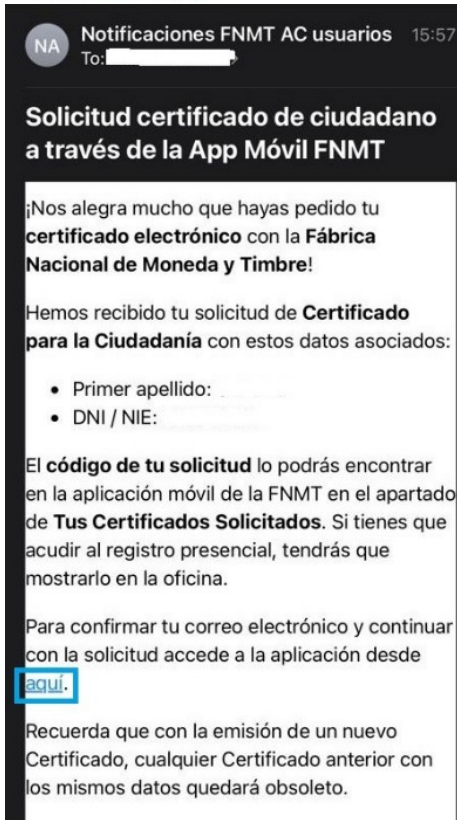 NA
Notificaciones FNMT AC usuarios 15:57
To:
Solicitud certificado de ciudadano
a través de la App Móvil FNMT
¡Nos alegra mucho que hayas pedido tu
certificado electrónico con la Fábrica
Nacional de Moneda y Timbre!
Hemos recibido tu solicitud de Certificado
para la Ciudadanía con estos datos asociados:
• Primer apellido:
• DNI / NIE:
El código de tu solicitud lo podrás encontrar
en la aplicación móvil de la FNMT en el apartado
de Tus Certificados Solicitados. Si tienes que
acudir al registro presencial, tendrás que
mostrarlo en la oficina.
Para confirmar tu correo electrónico y continuar
con la solicitud accede a la aplicación desde
aquí.
Recuerda que con la emisión de un nuevo
Certificado, cualquier Certificado anterior con
los mismos datos quedará obsoleto.